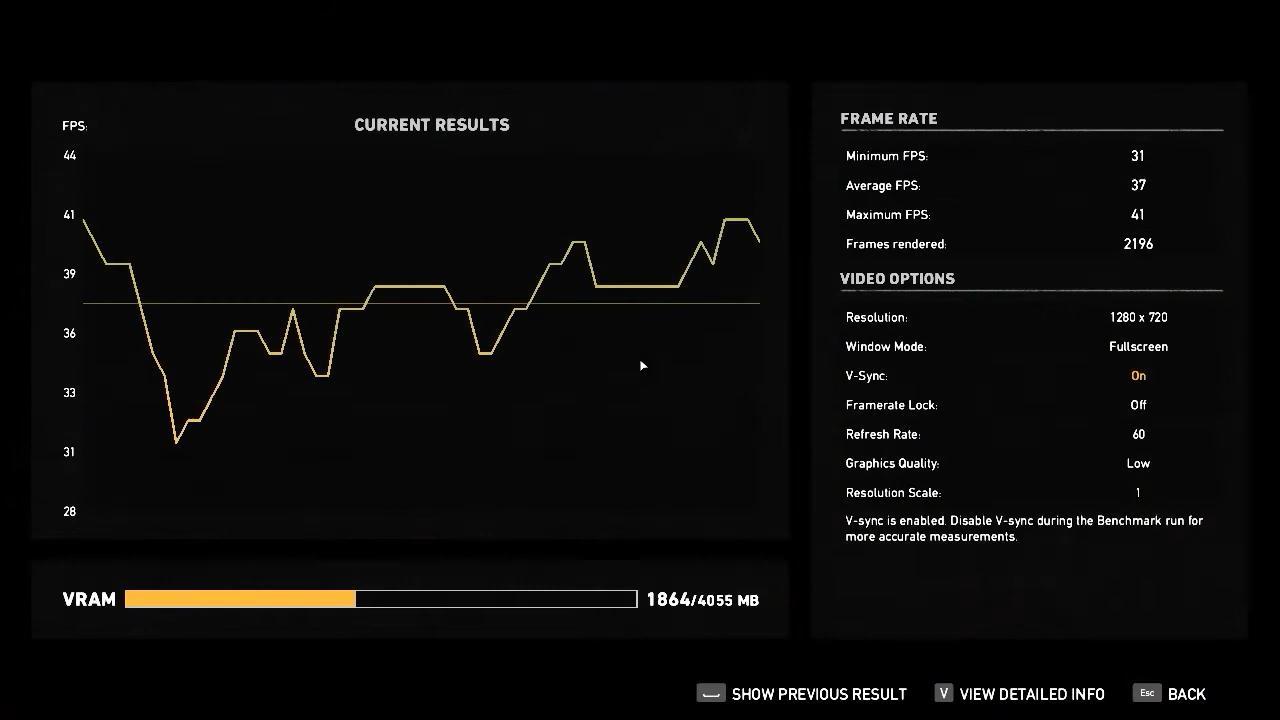 FPS:
CURRENT RESULTS
44
41
39
36
33
31
28
VRAM 1864/4055 MB
FRAME RATE
Minimum FPS: 31
Average FPS: 37
Maximum FPS: 41
Frames rendered: 2196
VIDEO OPTIONS
Resolution: 1280 x 720
Window Mode: Fullscreen
V-Sync: On
Framerate Lock: Off
Refresh Rate: 60
Graphics Quality: Low
Resolution Scale: 1
V-sync is enabled. Disable V-sync during the Benchmark run for
more accurate measurements.
SHOW PREVIOUS RESULT V VIEW DETAILED INFO Esc BACK